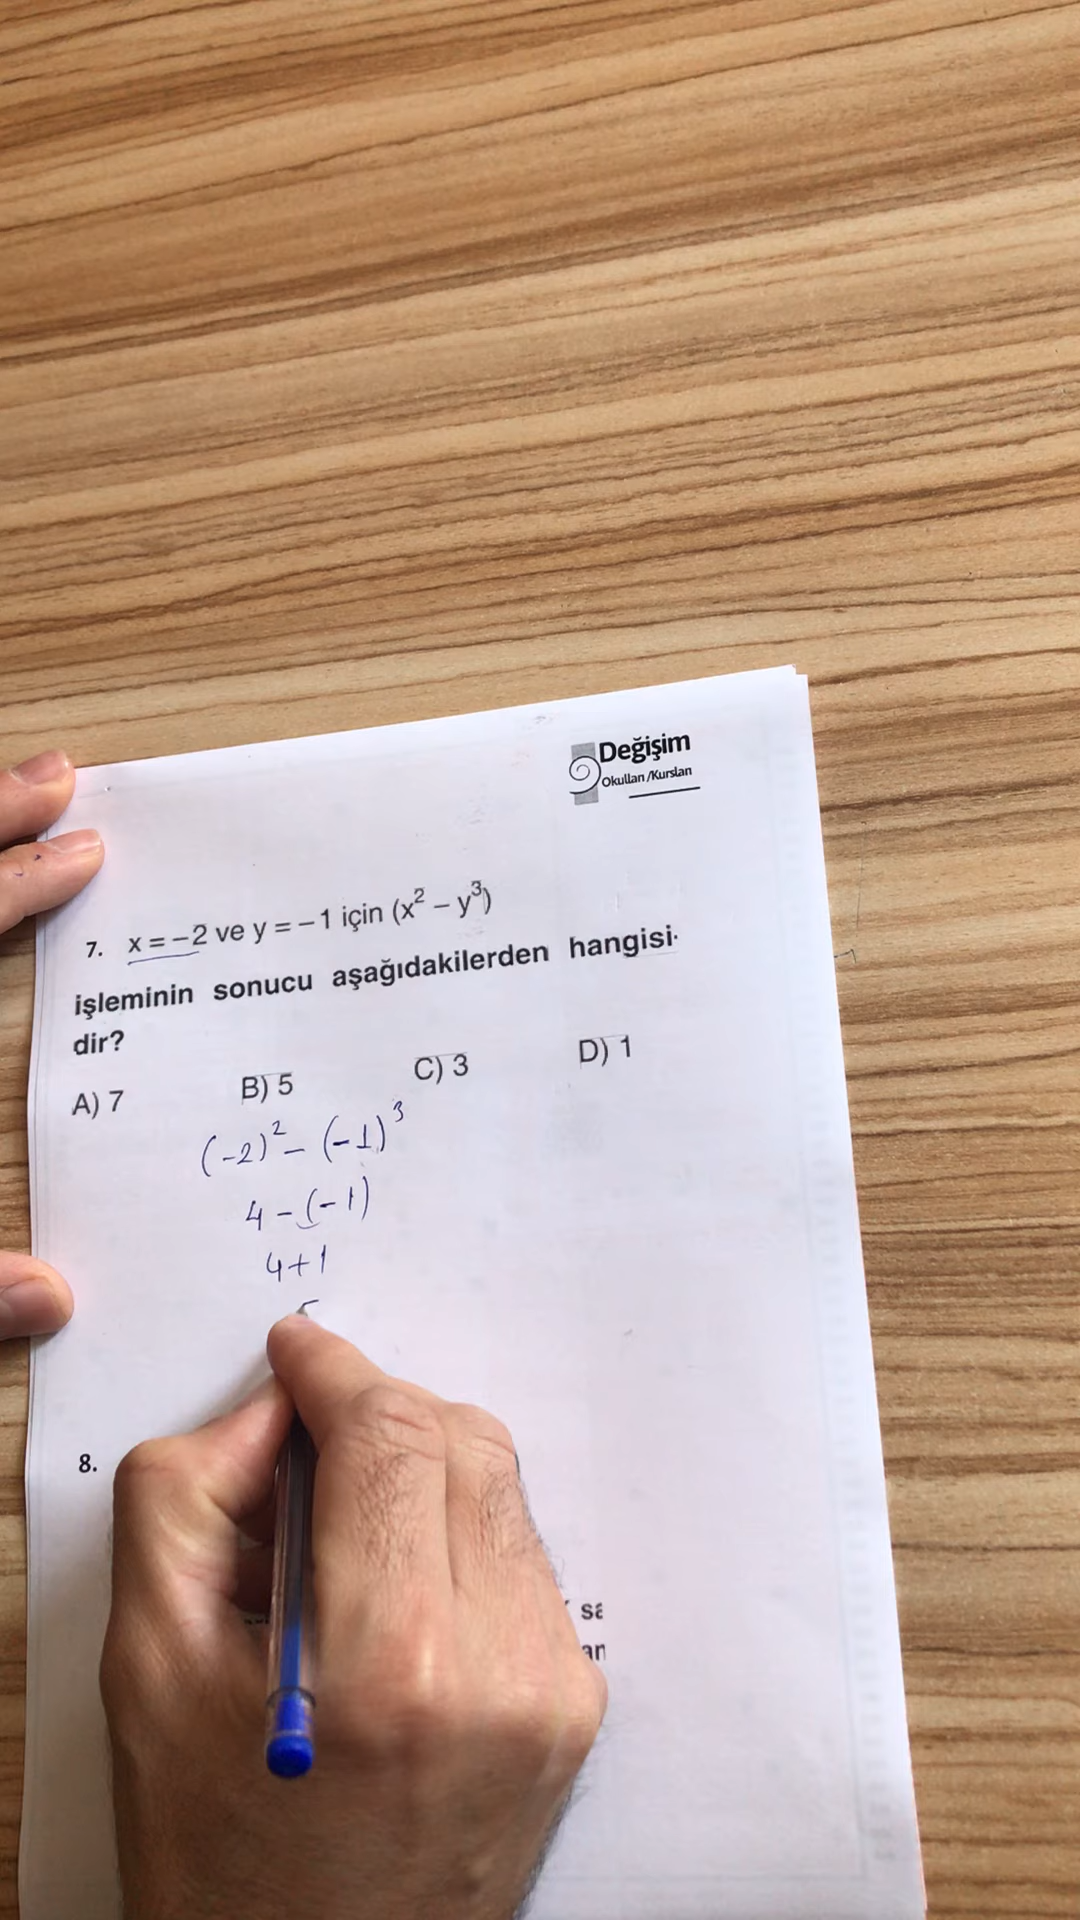 Değişim
Okulları /Kursları
7. x = −2 ve y = −1 için (x² − y³)
işleminin sonucu aşağıdakilerden hangisi-
dir?
A) 7 B) 5 C) 3 D) 1
(-2)² - (-1)³
4 - (-1)
4+1
5
8.